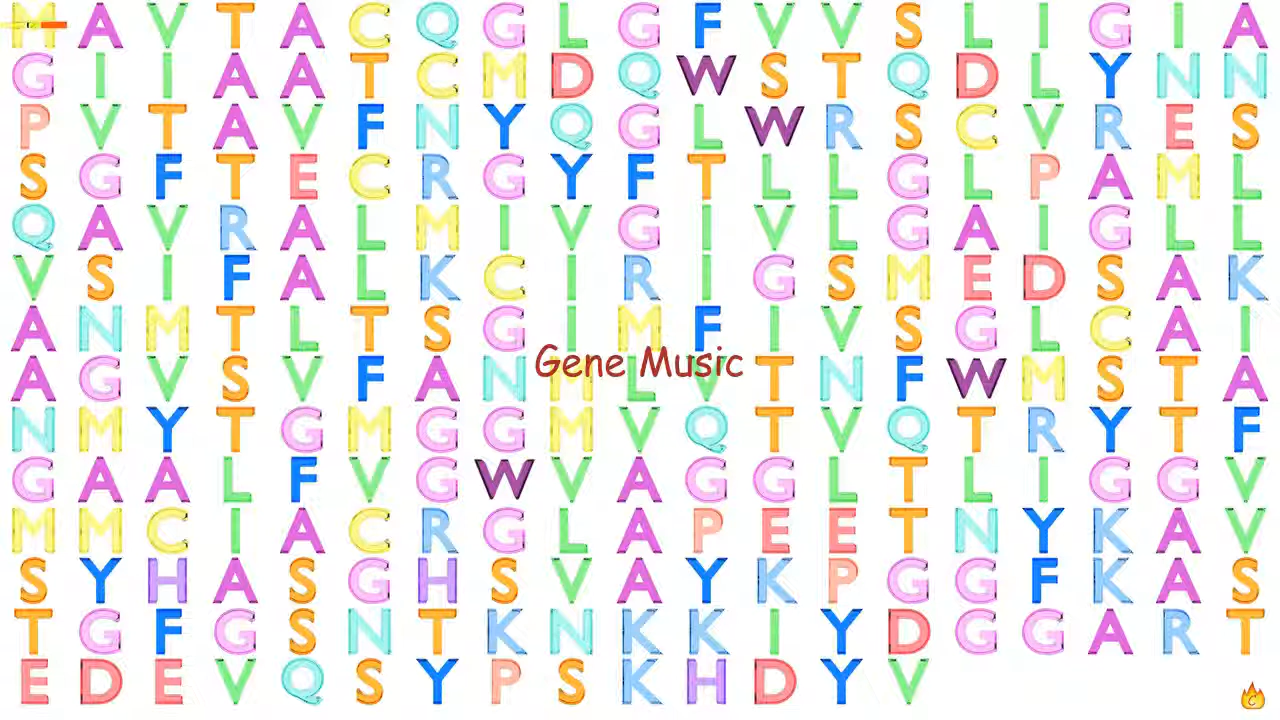 M A V T A C Q G L G F V V S L I G I A
G I I A A T C M D Q W S T Q D L Y N N
P V T A V F N Y Q G L W R S C V R E S
S G F T E C R G Y F T L L G L P A M L
Q A V R A L M I V G I V L G A I G L L
V S I F A L K C I R I G S M E D S A K
A N M T L T S G I M F I V S G L C A I
Gene Music
A G V S V F A N M L V T N F W M S T A
N M Y T G M G G M V Q T V Q T R Y T F
G A A L F V G W V A G G L T L I G G V
M M C I A C R G L A P E E T N Y K A V
S Y H A S G H S V A Y K P G G F K A S
T G F G S N T K N K K I Y D G G A R T
E D E V Q S Y P S K H D Y V